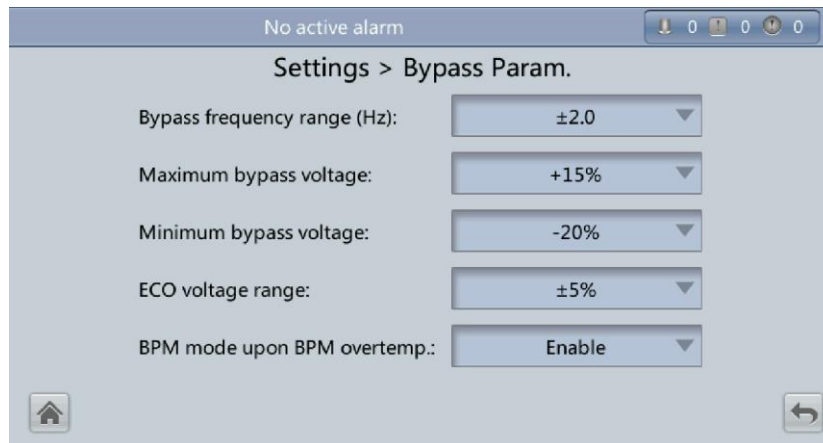 No active alarm 0 0 0
Settings > Bypass Param.
Bypass frequency range (Hz): ±2.0
Maximum bypass voltage: +15%
Minimum bypass voltage: -20%
ECO voltage range: ±5%
BPM mode upon BPM overtemp.: Enable